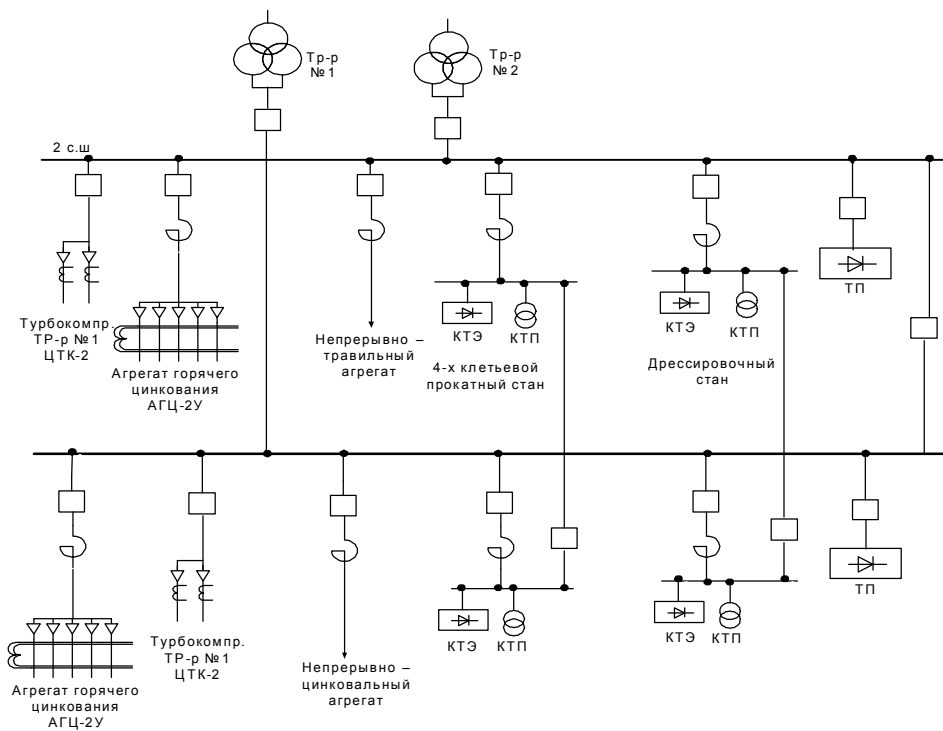 Тр-р
№1
Тр-р
№2
2 с.ш
Турбокомпр.
ТР-р №1
ЦТК-2
Агрегат горячего
цинкования
АГЦ-2У
Непрерывно –
травильный
агрегат
КТЭ
КТП
4-х клетьевой
прокатный стан
КТЭ
КТП
Дрессировочный
стан
ТП
Агрегат горячего
цинкования
АГЦ-2У
Турбокомпр.
ТР-р №1
ЦТК-2
Непрерывно –
цинковальный
агрегат
КТЭ
КТП
КТЭ
КТП
ТП